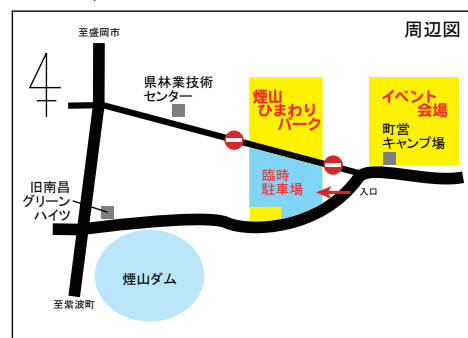 周辺図
至盛岡市
県林業技術
センター
煙山
ひまわり
パーク
イベント
会場
町営
キャンプ場
臨時
駐車場
入口
旧南昌
グリーン
ハイツ
煙山ダム
至紫波町